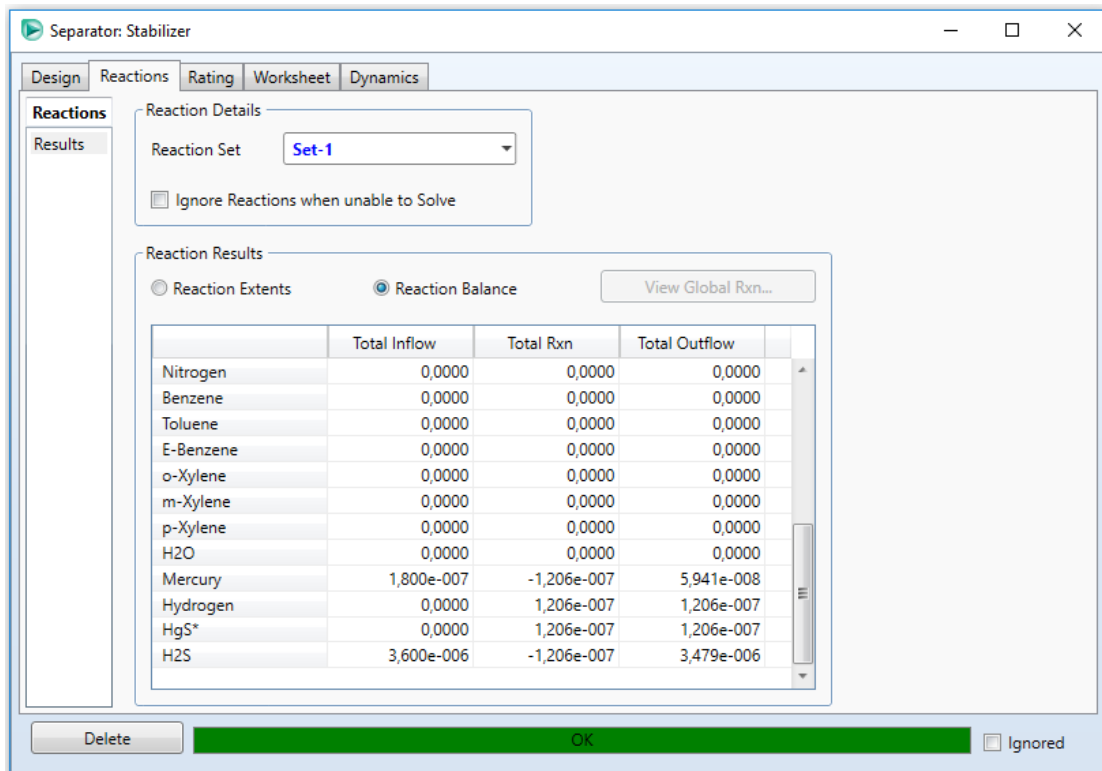 Separator: Stabilizer
Design Reactions Rating Worksheet Dynamics
Reactions
Results
Reaction Details
Reaction Set Set-1
Ignore Reactions when unable to Solve
Reaction Results
Reaction Extents Reaction Balance View Global Rxn...
Total Inflow Total Rxn Total Outflow
Nitrogen 0,0000 0,0000 0,0000
Benzene 0,0000 0,0000 0,0000
Toluene 0,0000 0,0000 0,0000
E-Benzene 0,0000 0,0000 0,0000
o-Xylene 0,0000 0,0000 0,0000
m-Xylene 0,0000 0,0000 0,0000
p-Xylene 0,0000 0,0000 0,0000
H2O 0,0000 0,0000 0,0000
Mercury 1,800e-007 -1,206e-007 5,941e-008
Hydrogen 0,0000 1,206e-007 1,206e-007
HgS* 0,0000 1,206e-007 1,206e-007
H2S 3,600e-006 -1,206e-007 3,479e-006
Delete OK Ignored